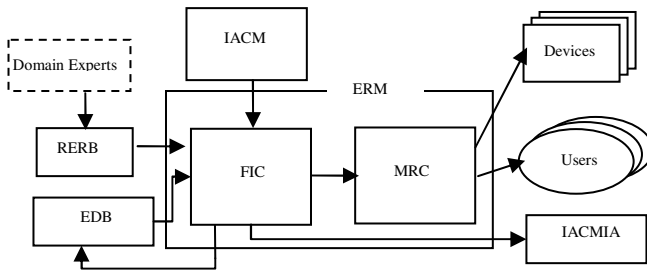 IACM
Devices
Domain Experts
ERM
RERB
FIC
MRC
Users
EDB
IACMIA